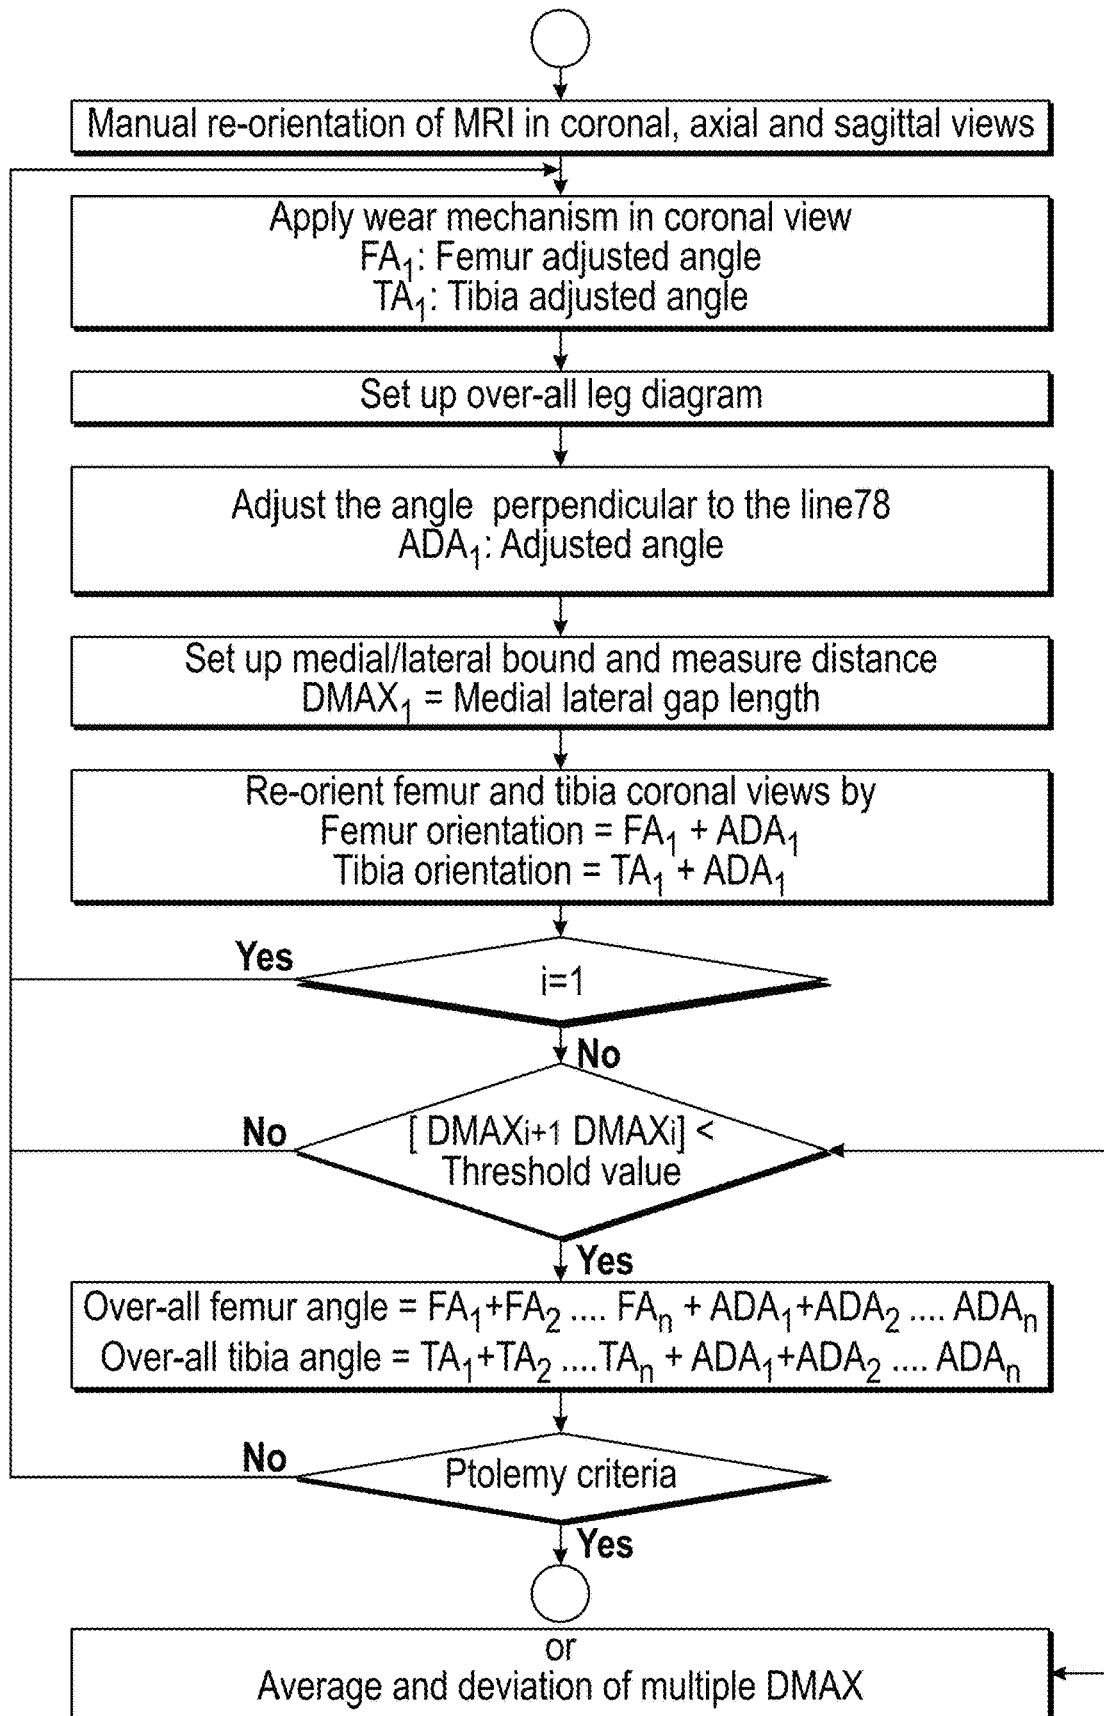 Manual re-orientation of MRI in coronal, axial and sagittal views
Apply wear mechanism in coronal view
FA₁: Femur adjusted angle
TA₁: Tibia adjusted angle
Set up over-all leg diagram
Adjust the angle perpendicular to the line78
ADA₁: Adjusted angle
Set up medial/lateral bound and measure distance
DMAX₁ = Medial lateral gap length
Re-orient femur and tibia coronal views by
Femur orientation = FA₁ + ADA₁
Tibia orientation = TA₁ + ADA₁
Yes
i=1
No
No
[ DMAXi+1 DMAXi] <
Threshold value
Yes
Over-all femur angle = FA₁+FA₂ .... FAₙ + ADA₁+ADA₂ .... ADAₙ
Over-all tibia angle = TA₁+TA₂ ....TAₙ + ADA₁+ADA₂ .... ADAₙ
No
Ptolemy criteria
Yes
or
Average and deviation of multiple DMAX